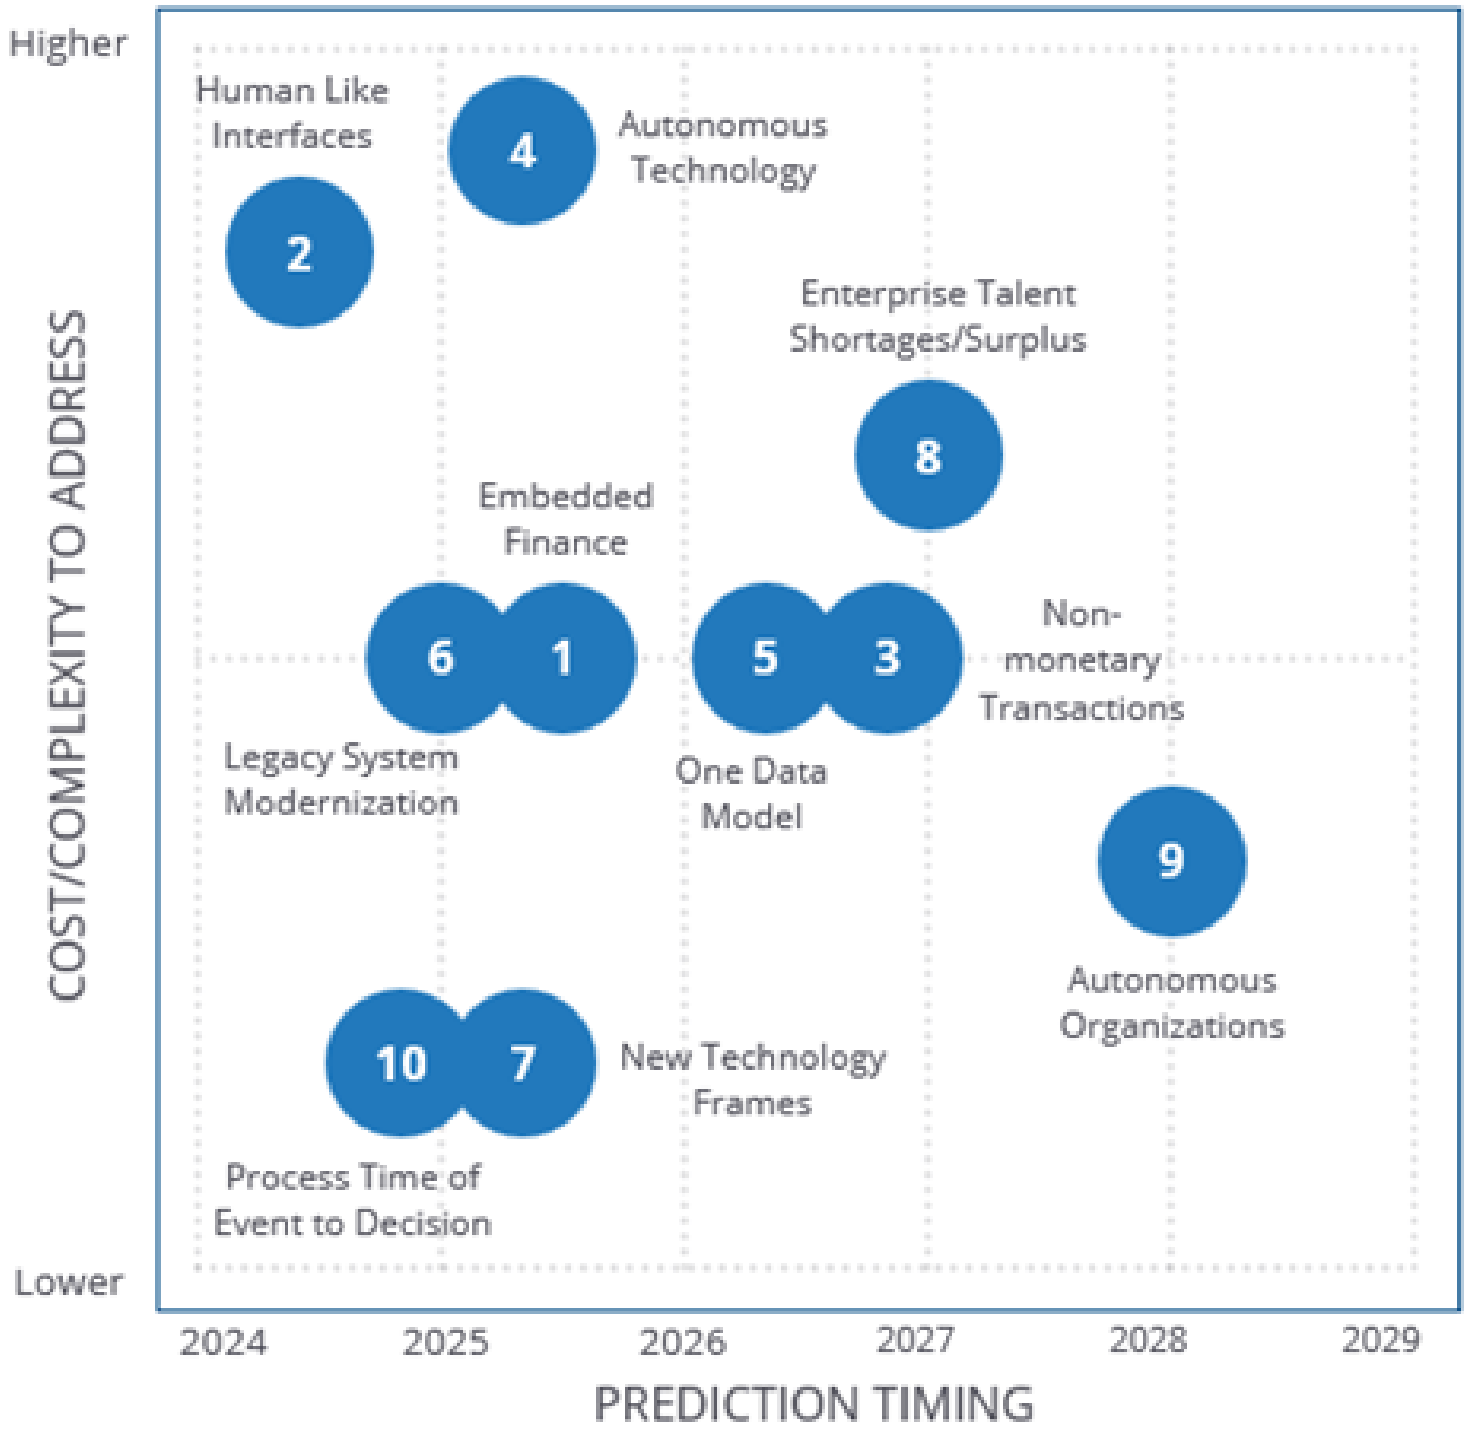 Higher
Human Like
Interfaces
4
Autonomous
Technology
2
Enterprise Talent
Shortages/Surplus
8
Embedded
Finance
6
1
5
3
Non-
monetary
Transactions
Legacy System
Modernization
One Data
Model
9
Autonomous
Organizations
10
7
New Technology
Frames
Process Time of
Event to Decision
Lower
COST/COMPLEXITY TO ADDRESS
2024 2025 2026 2027 2028 2029
PREDICTION TIMING